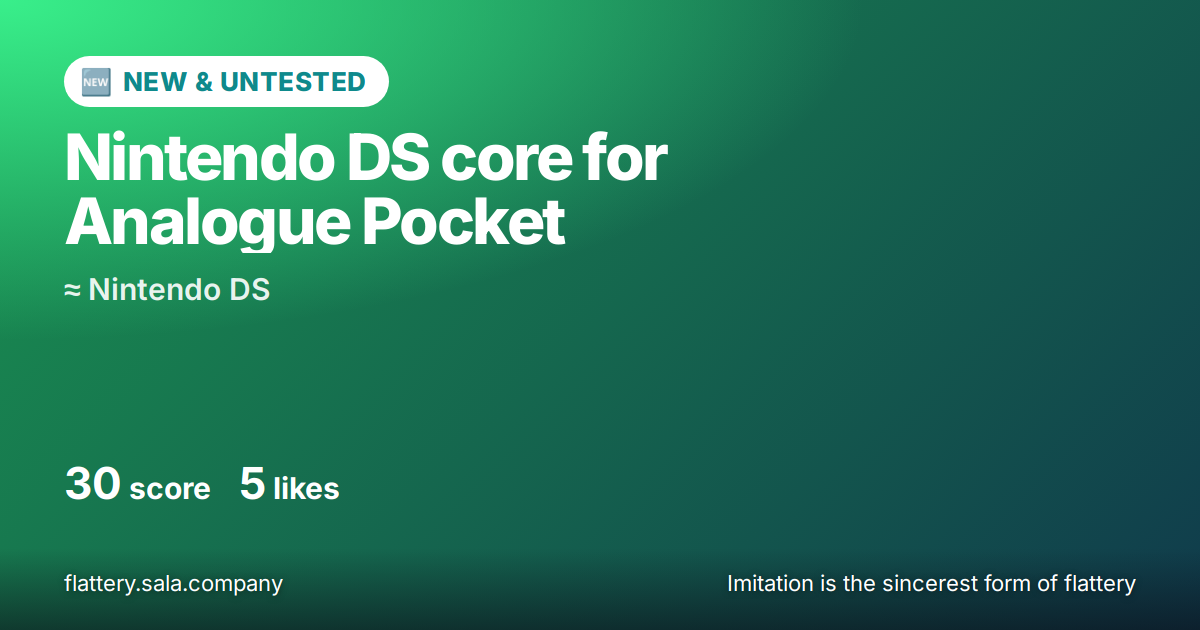 🆕 NEW & UNTESTED
Nintendo DS core for
Analogue Pocket
≈ Nintendo DS
30 score 5 likes
flattery.sala.company
Imitation is the sincerest form of flattery